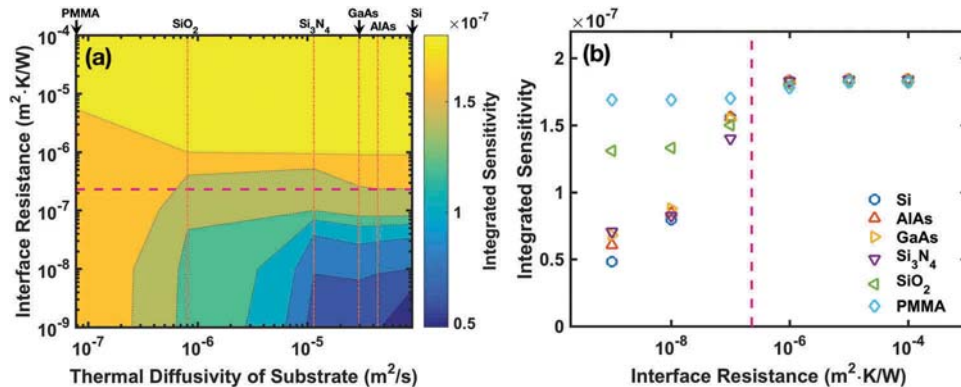 PMMA SiO₂ Si₃N₄ GaAs AlAs Si
(a)
10⁻⁴
10⁻⁵
10⁻⁶
10⁻⁷
10⁻⁸
10⁻⁹
Interface Resistance (m²·K/W)
10⁻⁷ 10⁻⁶ 10⁻⁵
Thermal Diffusivity of Substrate (m²/s)
×10⁻⁷
1.5
1
0.5
Integrated Sensitivity
×10⁻⁷
(b)
2
1.5
1
0.5
0
Integrated Sensitivity
Si
AlAs
GaAs
Si₃N₄
SiO₂
PMMA
10⁻⁸ 10⁻⁶ 10⁻⁴
Interface Resistance (m²·K/W)